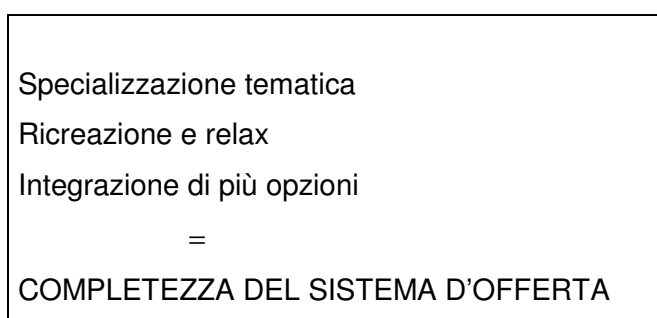 Specializzazione tematica
Ricreazione e relax
Integrazione di più opzioni
=
COMPLETEZZA DEL SISTEMA D'OFFERTA